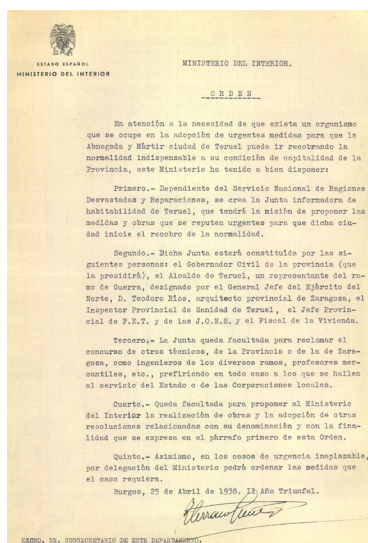 ESTADO ESPAÑOL
MINISTERIO DEL INTERIOR
MINISTERIO DEL INTERIOR.
O R D E N
En atención a la necesidad de que exista un organismo
que se ocupe en la adopción de urgentes medidas para que la
Abnegada y Mártir ciudad de Teruel pueda ir recobrando la
normalidad indispensable a su condición de capitalidad de la
Provincia, este Ministerio ha tenido a bien disponer:
Primero.- Dependiente del Servicio Nacional de Regiones
Desvastadas y Reparaciones, se crea la Junta informadora de
habitabilidad de Teruel, que tendrá la misión de proponer las
medidas y obras que se reputen urgentes para que dicha ciu-
dad inicie el recobro de la normalidad.
Segundo.- Dicha Junta estará constituida por las si-
guientes personas: el Gobernador Civil de la provincia (que
la presidirá), el Alcalde de Teruel, un representante del ra-
mo de Guerra, designado por el General Jefe del Ejército del
Norte, D. Teodoro Ríos, arquitecto provincial de Zaragoza, el
Inspector Provincial de Sanidad de Teruel, el Jefe Provin-
cial de F.E.T. y de las J.O.N.S. y el Fiscal de la Vivienda.
Tercero.- La Junta queda facultada para reclamar el
concurso de otros técnicos, de la Provincia o de la de Zara-
goza, como ingenieros de los diversos ramos, profesores mer-
cantiles, etc., prefiriendo en todo caso a los que se hallen
al servicio del Estado o de las Corporaciones locales.
Cuarto.- Queda facultada para proponer al Ministerio
del Interior la realización de obras y la adopción de otras
resoluciones relacionadas con su denominación y con la fina-
lidad que se expresa en el párrafo primero de esta Orden.
Quinto.- Asimismo, en los casos de urgencia inaplazable,
por delegación del Ministerio podrá ordenar las medidas que
el caso requiera.
Burgos, 25 de Abril de 1938. II Año Triunfal.
EXCMO. SR. SUBSECRETARIO DE ESTE DEPARTAMENTO.